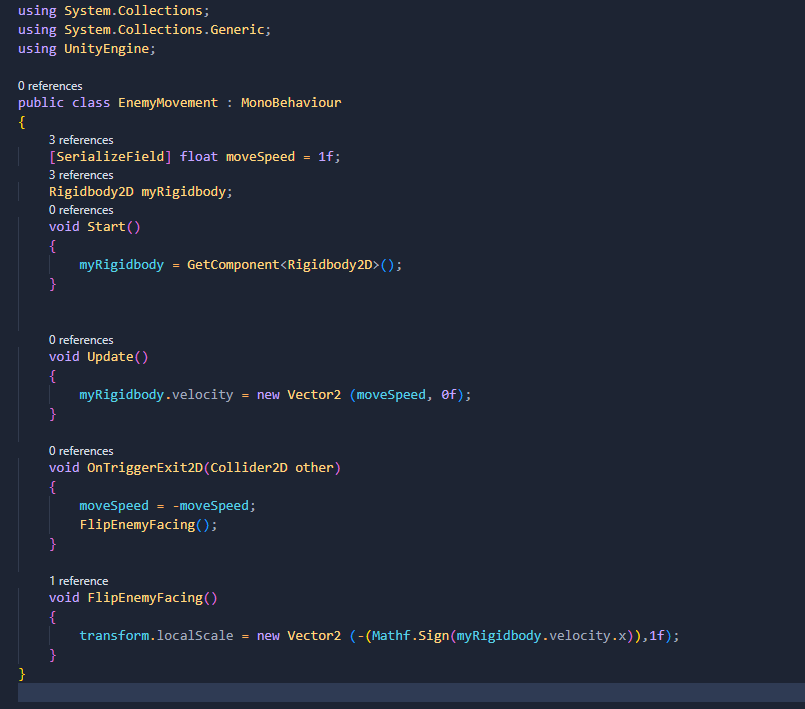 using System.Collections;
using System.Collections.Generic;
using UnityEngine;
0 references
public class EnemyMovement : MonoBehaviour
{
3 references
[SerializeField] float moveSpeed = 1f;
3 references
Rigidbody2D myRigidbody;
0 references
void Start()
{
myRigidbody = GetComponent<Rigidbody2D>();
}
0 references
void Update()
{
myRigidbody.velocity = new Vector2 (moveSpeed, 0f);
}
0 references
void OnTriggerExit2D(Collider2D other)
{
moveSpeed = -moveSpeed;
FlipEnemyFacing();
}
1 reference
void FlipEnemyFacing()
{
transform.localScale = new Vector2 (-(Mathf.Sign(myRigidbody.velocity.x)),1f);
}
}